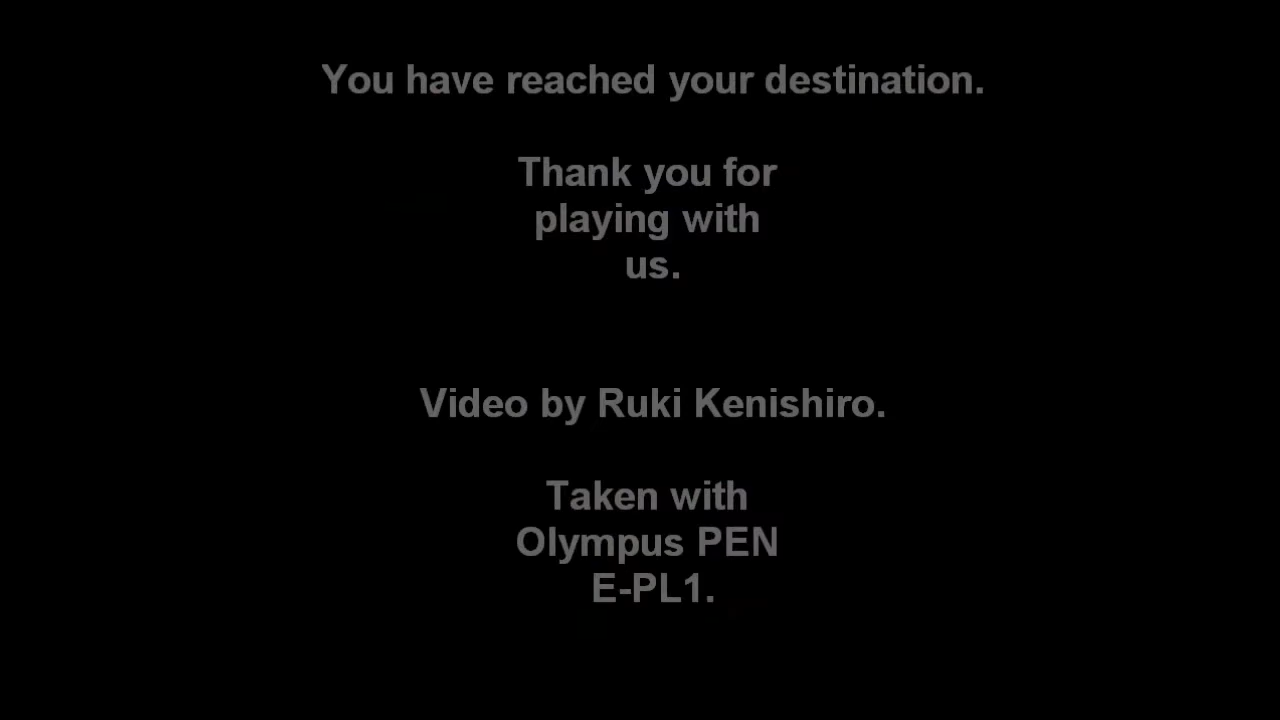 You have reached your destination.
Thank you for
playing with
us.
Video by Ruki Kenishiro.
Taken with
Olympus PEN
E-PL1.